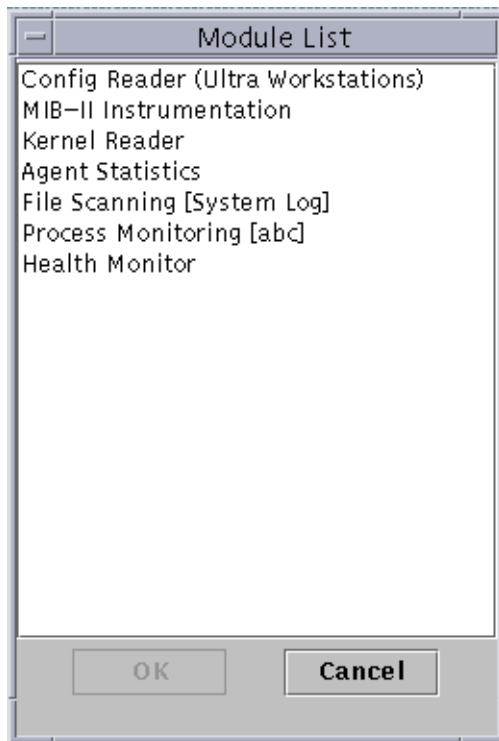 Module List
Config Reader (Ultra Workstations)
MIB-II Instrumentation
Kernel Reader
Agent Statistics
File Scanning [System Log]
Process Monitoring [abc]
Health Monitor
OK
Cancel